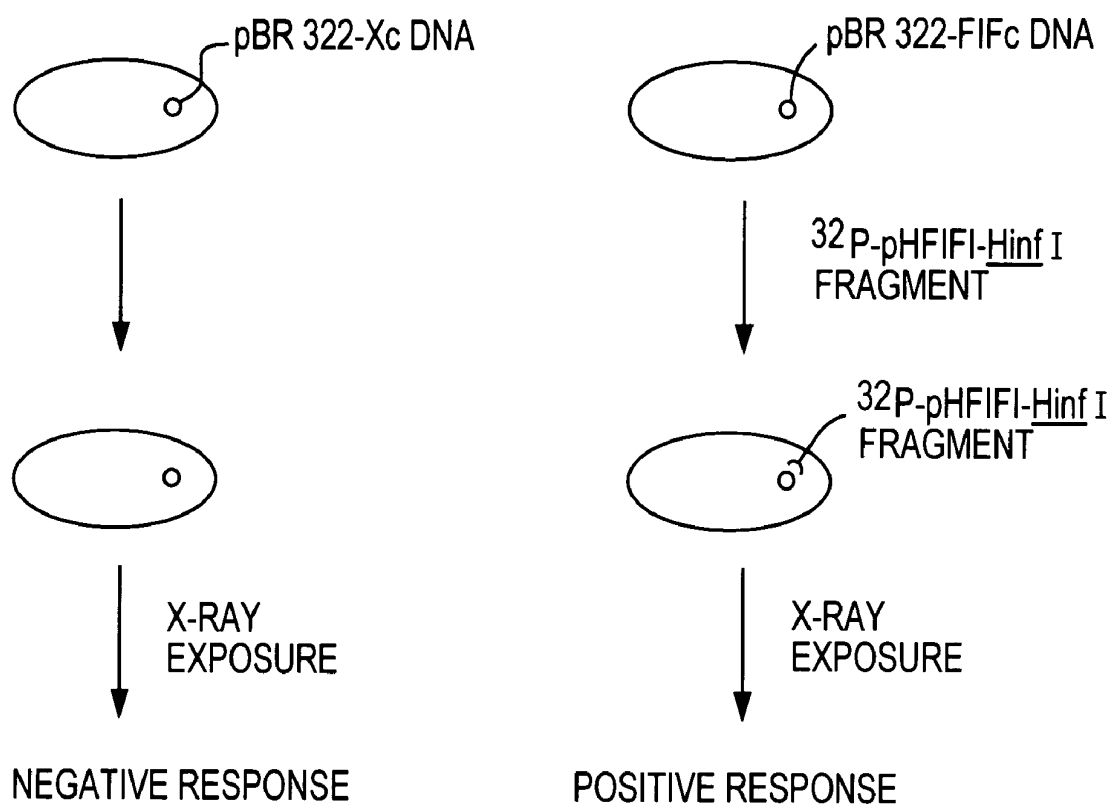 pBR 322-Xc DNA
pBR 322-FIFc DNA
32P-pHFIFI-Hinf I
FRAGMENT
32P-pHFIFI-Hinf I
FRAGMENT
X-RAY
EXPOSURE
X-RAY
EXPOSURE
NEGATIVE RESPONSE
POSITIVE RESPONSE